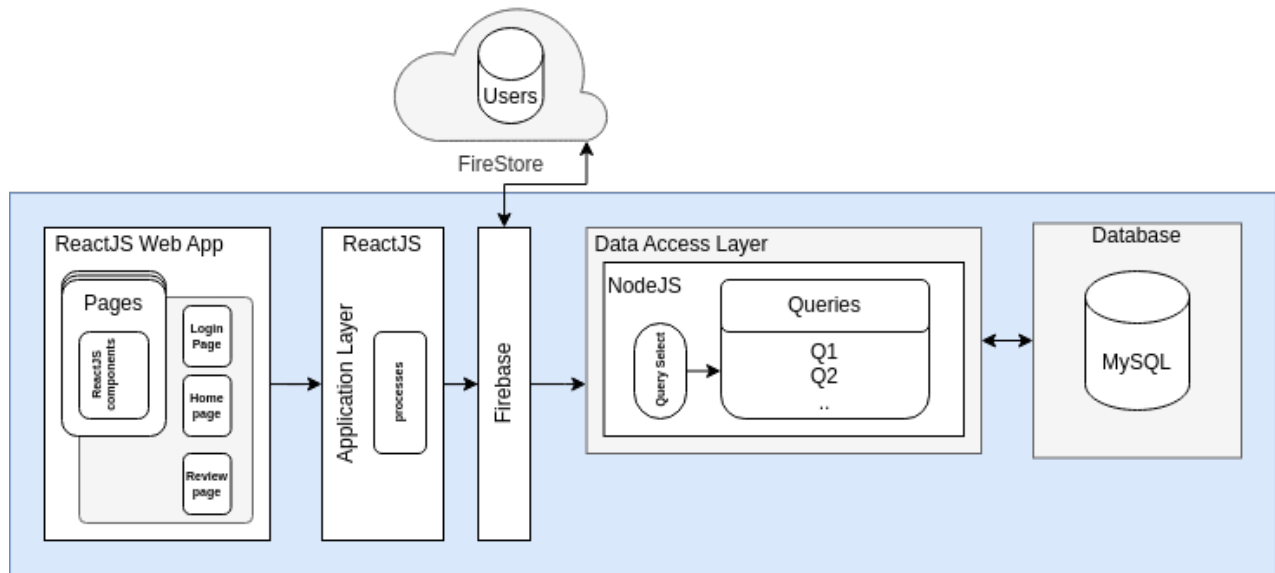 Users
FireStore
ReactJS Web App
Pages
ReactJS
components
Login
Page
Home
page
Review
page
ReactJS
Application Layer
processes
Firebase
Data Access Layer
NodeJS
Query Select
Queries
Q1
Q2
..
Database
MySQL